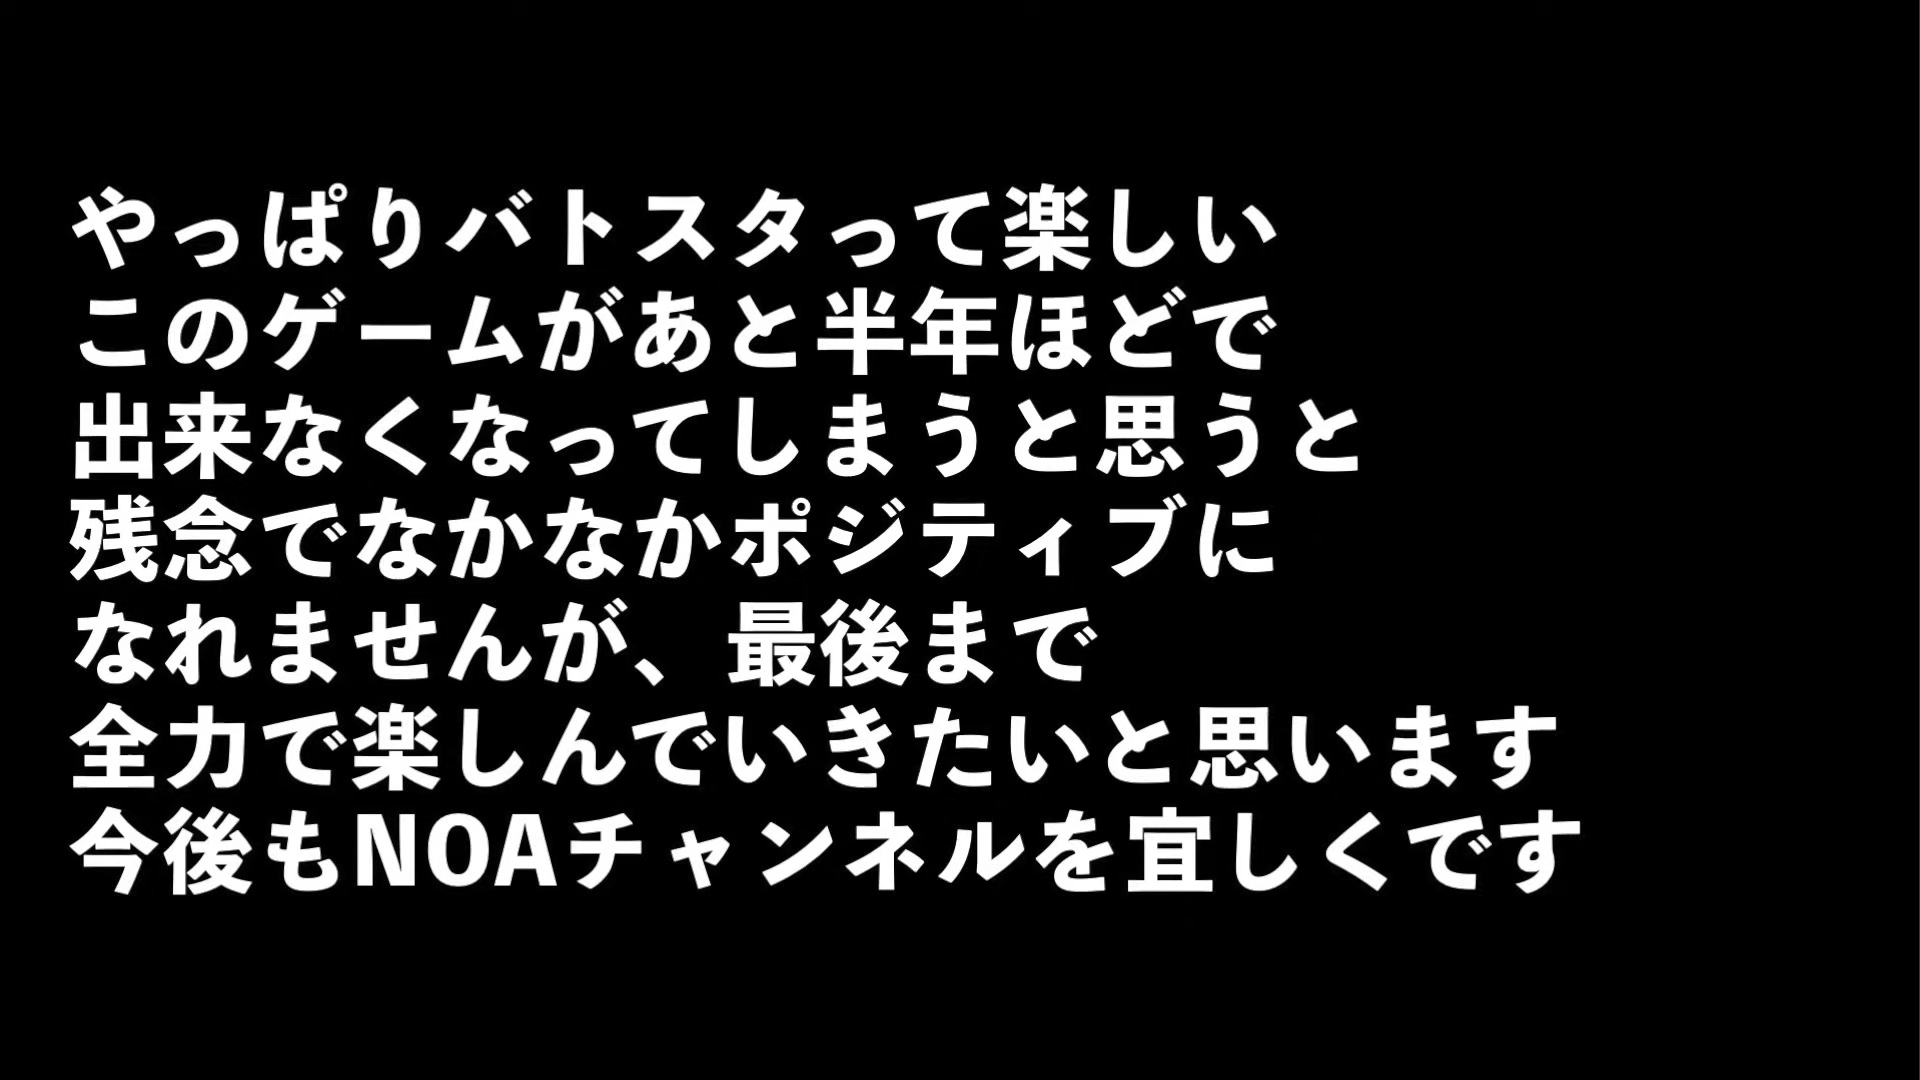 やっぱりバトスタって楽しい
このゲームがあと半年ほどで
出来なくなってしまうと思うと
残念でなかなかポジティブに
なれませんが、最後まで
全力で楽しんでいきたいと思います
今後もNOAチャンネルを宜しくです